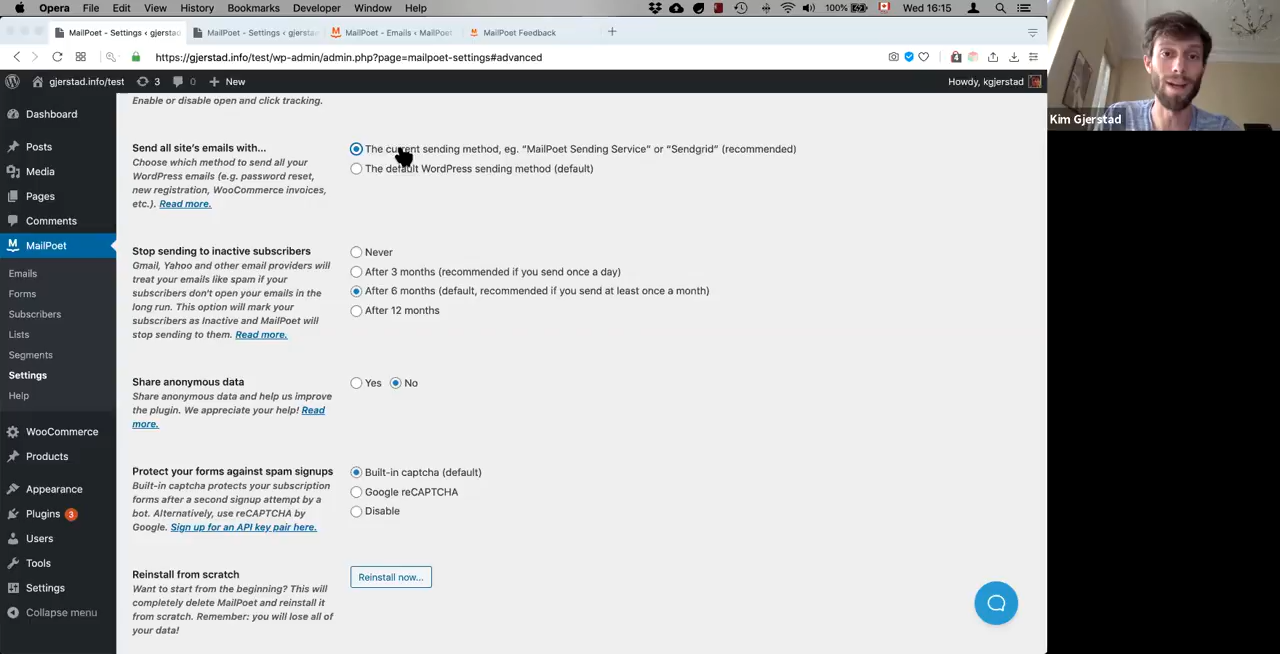 Opera File Edit View History Bookmarks Developer Window Help 100% Wed 16:15
MailPoet - Settings ‹ gjersta MailPoet - Settings ‹ gjersta MailPoet - Emails ‹ MailPoet MailPoet Feedback
https://gjerstad.info/test/wp-admin/admin.php?page=mailpoet-settings#advanced 4
gjerstad.info/test 3 0 New Howdy, kgjerstad
Dashboard
Posts
Media
Pages
Comments
MailPoet
Emails
Forms
Subscribers
Lists
Segments
Settings
Help
WooCommerce
Products
Appearance
Plugins 3
Users
Tools
Settings
Collapse menu
Enable or disable open and click tracking.
Send all site's emails with...
Choose which method to send all your
WordPress emails (e.g. password reset,
new registration, WooCommerce invoices,
etc.). Read more.
The current sending method, eg. “MailPoet Sending Service” or “Sendgrid” (recommended)
The default WordPress sending method (default)
Stop sending to inactive subscribers
Gmail, Yahoo and other email providers will
treat your emails like spam if your
subscribers don't open your emails in the
long run. This option will mark your
subscribers as Inactive and MailPoet will
stop sending to them. Read more.
Never
After 3 months (recommended if you send once a day)
After 6 months (default, recommended if you send at least once a month)
After 12 months
Share anonymous data
Share anonymous data and help us improve
the plugin. We appreciate your help! Read
more.
Yes No
Protect your forms against spam signups
Built-in captcha protects your subscription
forms after a second signup attempt by a
bot. Alternatively, use reCAPTCHA by
Google. Sign up for an API key pair here.
Built-in captcha (default)
Google reCAPTCHA
Disable
Reinstall from scratch
Want to start from the beginning? This will
completely delete MailPoet and reinstall it
from scratch. Remember: you will lose all of
your data!
Reinstall now...
Kim Gjerstad